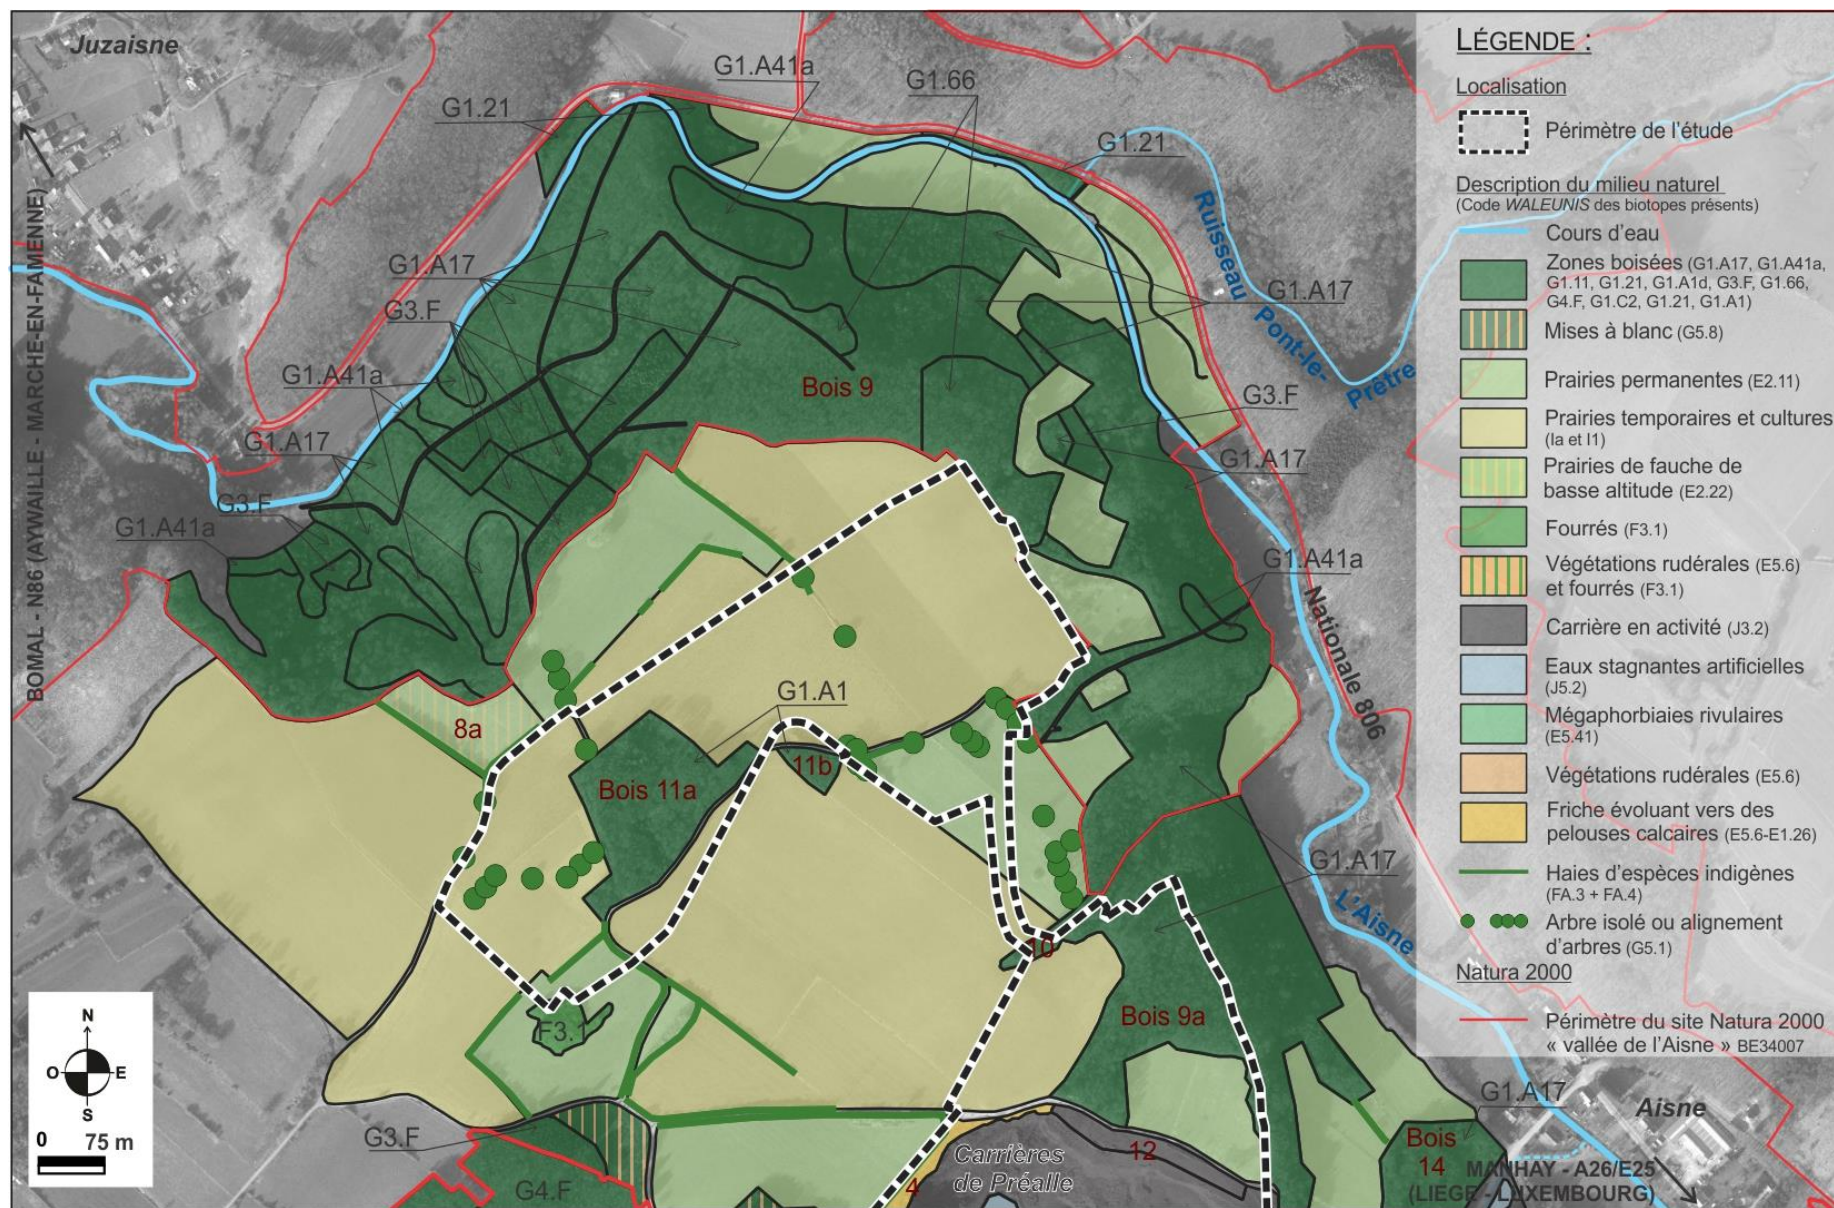 Juzaisne
G1.A41a
G1.66
G1.21
G1.21
Ruisseau
Pont-le-
Prêtre
BOMAL - N86 (AYWAILLE - MARCHE-EN-FAMENNE)
G1.A17
G3.F
G1.A17
G1.A41a
Bois 9
G3.F
G1.A17
G1.A17
G3.F
G1.A41a
G1.A41a
Nationale 806
8a
G1.A1
11b
Bois 11a
G1.A17
L'Aisne
10
Bois 9a
F3.1
G3.F
G4.F
Carrières
de Préalle
12
4
G1.A17
Aisne
Bois
14
MANHAY - A26/E25
(LIEGE - LUXEMBOURG)
N
O
E
S
0 75 m
LÉGENDE :
Localisation
Périmètre de l'étude
Description du milieu naturel
(Code WALEUNIS des biotopes présents)
Cours d'eau
Zones boisées (G1.A17, G1.A41a,
G1.11, G1.21, G1.A1d, G3.F, G1.66,
G4.F, G1.C2, G1.21, G1.A1)
Mises à blanc (G5.8)
Prairies permanentes (E2.11)
Prairies temporaires et cultures
(Ia et I1)
Prairies de fauche de
basse altitude (E2.22)
Fourrés (F3.1)
Végétations rudérales (E5.6)
et fourrés (F3.1)
Carrière en activité (J3.2)
Eaux stagnantes artificielles
(J5.2)
Mégaphorbiaies rivulaires
(E5.41)
Végétations rudérales (E5.6)
Friche évoluant vers des
pelouses calcaires (E5.6-E1.26)
Haies d'espèces indigènes
(FA.3 + FA.4)
Arbre isolé ou alignement
d'arbres (G5.1)
Natura 2000
Périmètre du site Natura 2000
« vallée de l'Aisne » BE34007